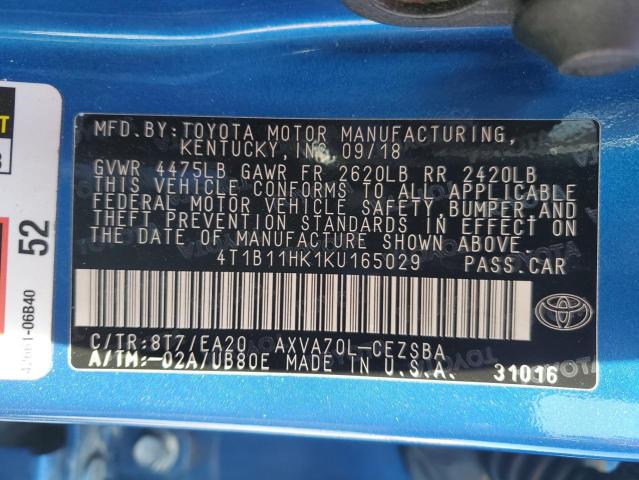 MFD.BY:TOYOTA MOTOR MANUFACTURING,
KENTUCKY,INC. 09/18
GVWR 4475LB GAWR FR 2620LB RR 2420LB
THIS VEHICLE CONFORMS TO ALL APPLICABLE
FEDERAL MOTOR VEHICLE SAFETY,BUMPER,AND
THEFT PREVENTION STANDARDS IN EFFECT ON
THE DATE OF MANUFACTURE SHOWN ABOVE.
4T1B11HK1KU165029 PASS.CAR
C/TR:8T7/EA20 AXVA70L-CEZSBA
A/TM:-02A/UB80E MADE IN U.S.A. 31016
TOYOTA
52